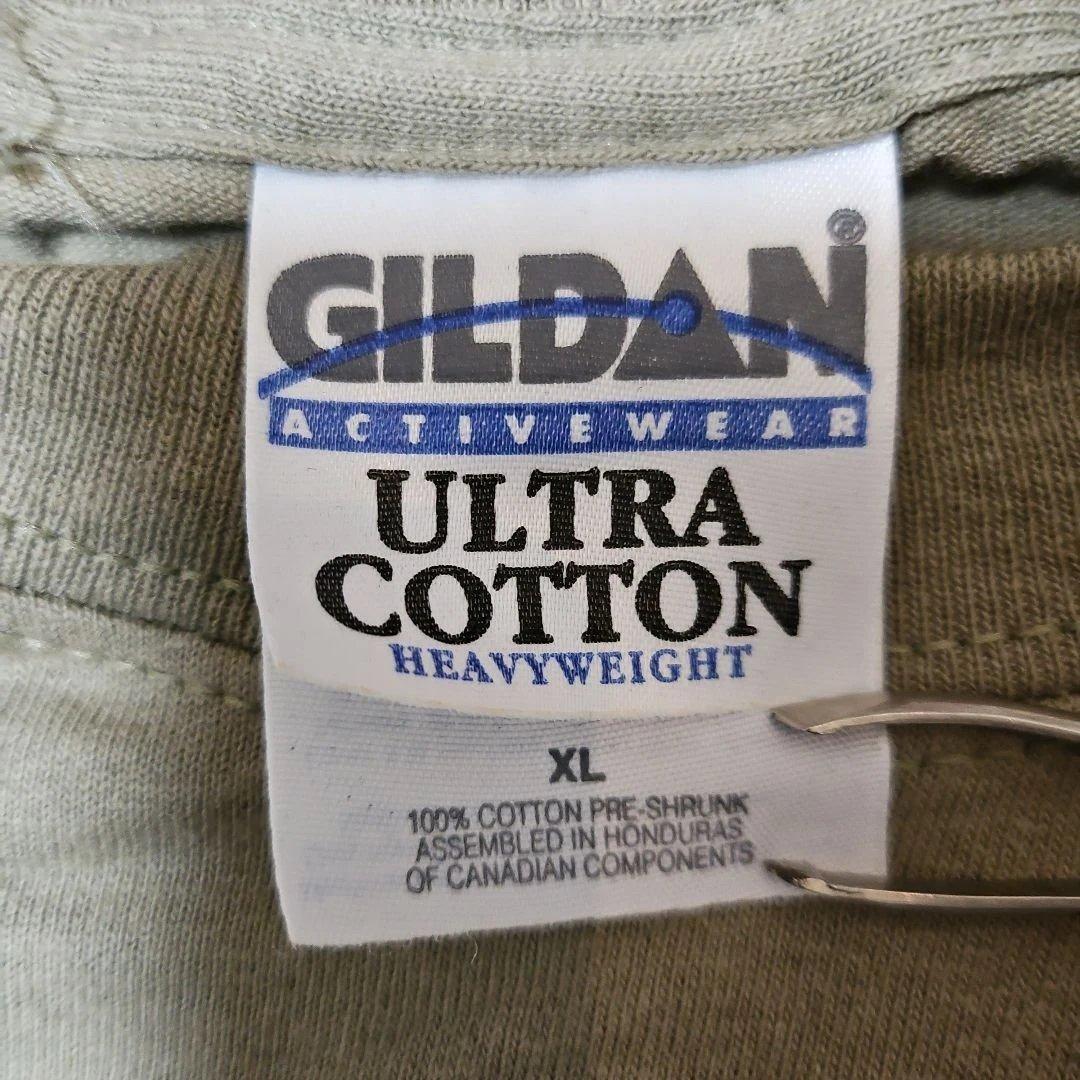 GILDAN®
ACTIVEWEAR
ULTRA
COTTON
HEAVYWEIGHT
XL
100% COTTON PRE-SHRUNK
ASSEMBLED IN HONDURAS
OF CANADIAN COMPONENTS